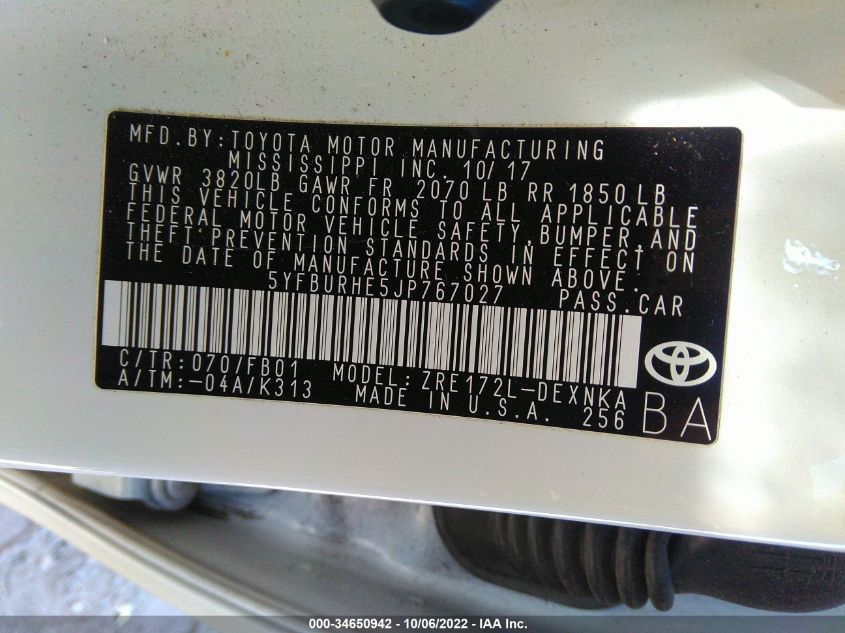 MFD.BY:TOYOTA MOTOR MANUFACTURING
MISSISSIPPI INC. 10/17
GVWR 3820LB GAWR FR 2070 LB RR 1850 LB
THIS VEHICLE CONFORMS TO ALL APPLICABLE
FEDERAL MOTOR VEHICLE SAFETY,BUMPER,AND
THEFT PREVENTION STANDARDS IN EFFECT ON
THE DATE OF MANUFACTURE SHOWN ABOVE.
5YFBURHE5JP767027 PASS.CAR
C/TR:070/FB01 MODEL:ZRE172L-DEXNKA
A/TM:-04A/K313 MADE IN U.S.A. 256
BA
000-34650942 - 10/06/2022 - IAA Inc.